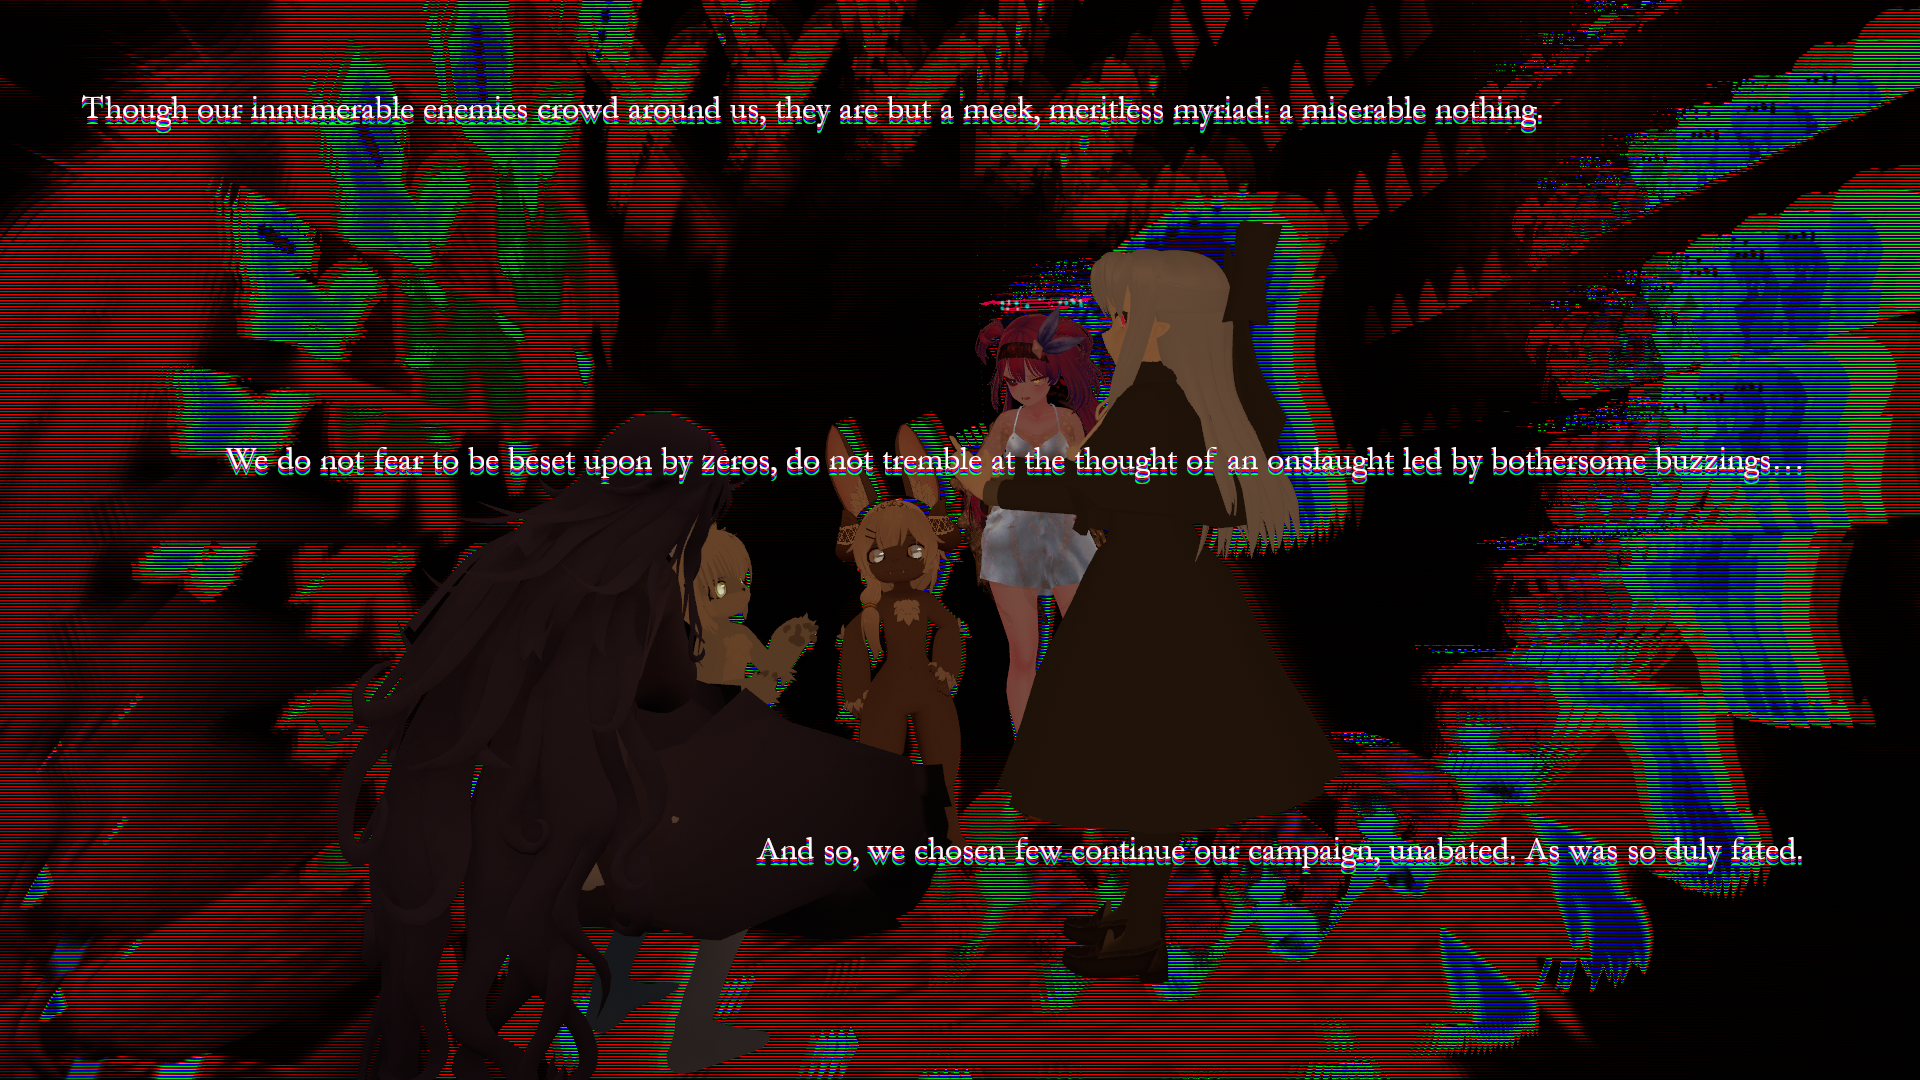 Though our innumerable enemies crowd around us, they are but a meek, meritless myriad: a miserable nothing.
We do not fear to be beset upon by zeros, do not tremble at the thought of an onslaught led by bothersome buzzings…
And so, we chosen few continue our campaign, unabated. As was so duly fated.